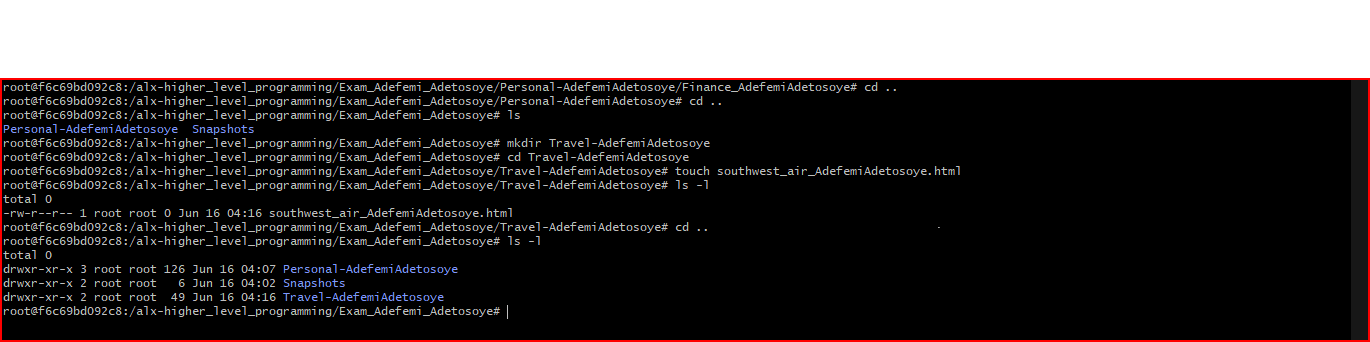 root@f6c69bd092c8:/alx-higher_level_programming/Exam_Adefemi_Adetosoye/Personal-AdefemiAdetosoye/Finance_AdefemiAdetosoye# cd ..
root@f6c69bd092c8:/alx-higher_level_programming/Exam_Adefemi_Adetosoye/Personal-AdefemiAdetosoye# cd ..
root@f6c69bd092c8:/alx-higher_level_programming/Exam_Adefemi_Adetosoye# ls
Personal-AdefemiAdetosoye  Snapshots
root@f6c69bd092c8:/alx-higher_level_programming/Exam_Adefemi_Adetosoye# mkdir Travel-AdefemiAdetosoye
root@f6c69bd092c8:/alx-higher_level_programming/Exam_Adefemi_Adetosoye# cd Travel-AdefemiAdetosoye
root@f6c69bd092c8:/alx-higher_level_programming/Exam_Adefemi_Adetosoye/Travel-AdefemiAdetosoye# touch southwest_air_AdefemiAdetosoye.html
root@f6c69bd092c8:/alx-higher_level_programming/Exam_Adefemi_Adetosoye/Travel-AdefemiAdetosoye# ls -l
total 0
-rw-r--r-- 1 root root 0 Jun 16 04:16 southwest_air_AdefemiAdetosoye.html
root@f6c69bd092c8:/alx-higher_level_programming/Exam_Adefemi_Adetosoye/Travel-AdefemiAdetosoye# cd ..
root@f6c69bd092c8:/alx-higher_level_programming/Exam_Adefemi_Adetosoye# ls -l
total 0
drwxr-xr-x 3 root root 126 Jun 16 04:07 Personal-AdefemiAdetosoye
drwxr-xr-x 2 root root   6 Jun 16 04:02 Snapshots
drwxr-xr-x 2 root root  49 Jun 16 04:16 Travel-AdefemiAdetosoye
root@f6c69bd092c8:/alx-higher_level_programming/Exam_Adefemi_Adetosoye#